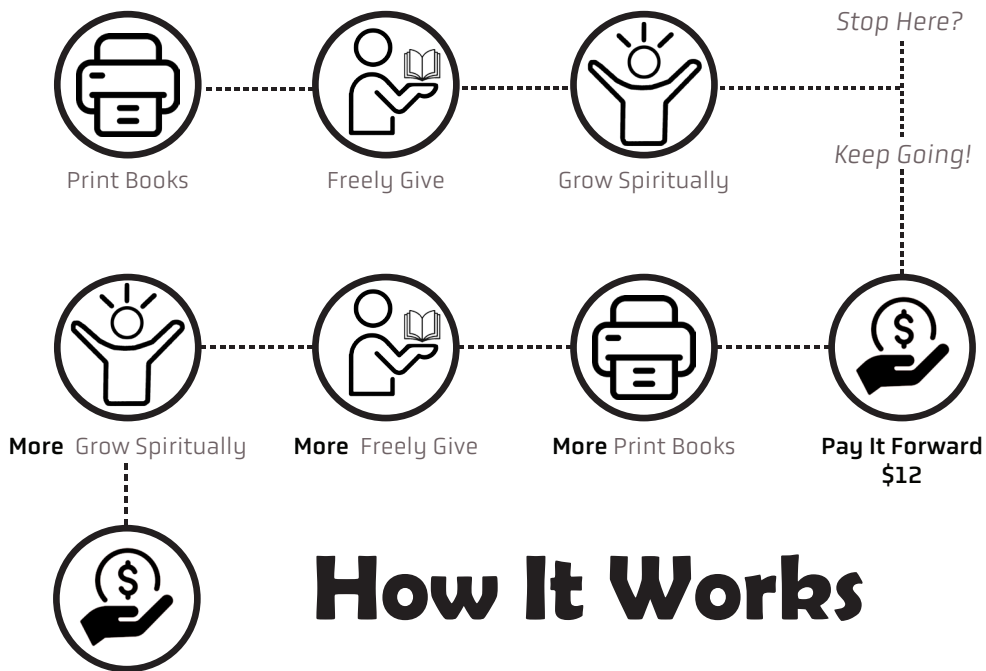 Stop Here?
Keep Going!
Print Books
Freely Give
Grow Spiritually
More Grow Spiritually
More Freely Give
More Print Books
Pay It Forward
$12
$
$
How It Works